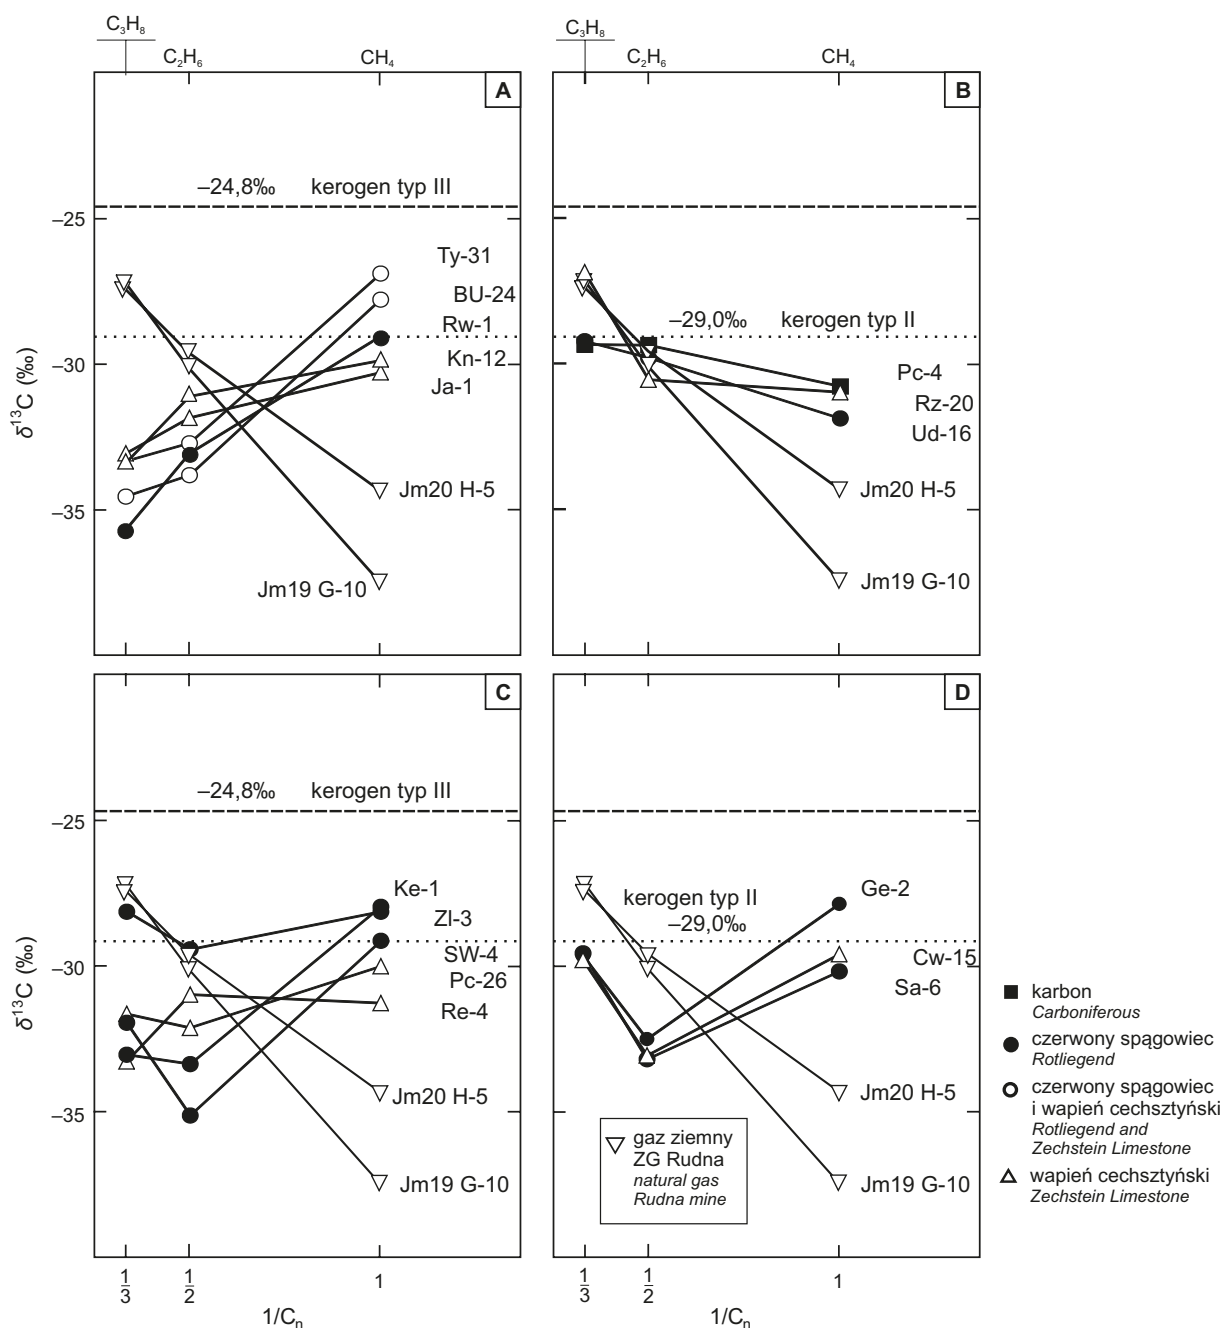 C₃H₈
C₂H₆
CH₄
A
–24,8‰ kerogen typ III
–25
–30
–35
δ¹³C (‰)
Ty-31
BU-24
Rw-1
Kn-12
Ja-1
Jm20 H-5
Jm19 G-10
C₃H₈
C₂H₆
CH₄
B
–29,0‰ kerogen typ II
Pc-4
Rz-20
Ud-16
Jm20 H-5
Jm19 G-10
C
–24,8‰ kerogen typ III
–25
–30
–35
δ¹³C (‰)
Ke-1
Zl-3
SW-4
Pc-26
Re-4
Jm20 H-5
Jm19 G-10
1/3
1/2
1
1/Cₙ
D
kerogen typ II
–29,0‰
Ge-2
Cw-15
Sa-6
Jm20 H-5
Jm19 G-10
gaz ziemny
ZG Rudna
natural gas
Rudna mine
1/3
1/2
1
1/Cₙ
karbon
Carboniferous
czerwony spągowiec
Rotliegend
czerwony spągowiec
i wapień cechsztyński
Rotliegend and
Zechstein Limestone
wapień cechsztyński
Zechstein Limestone